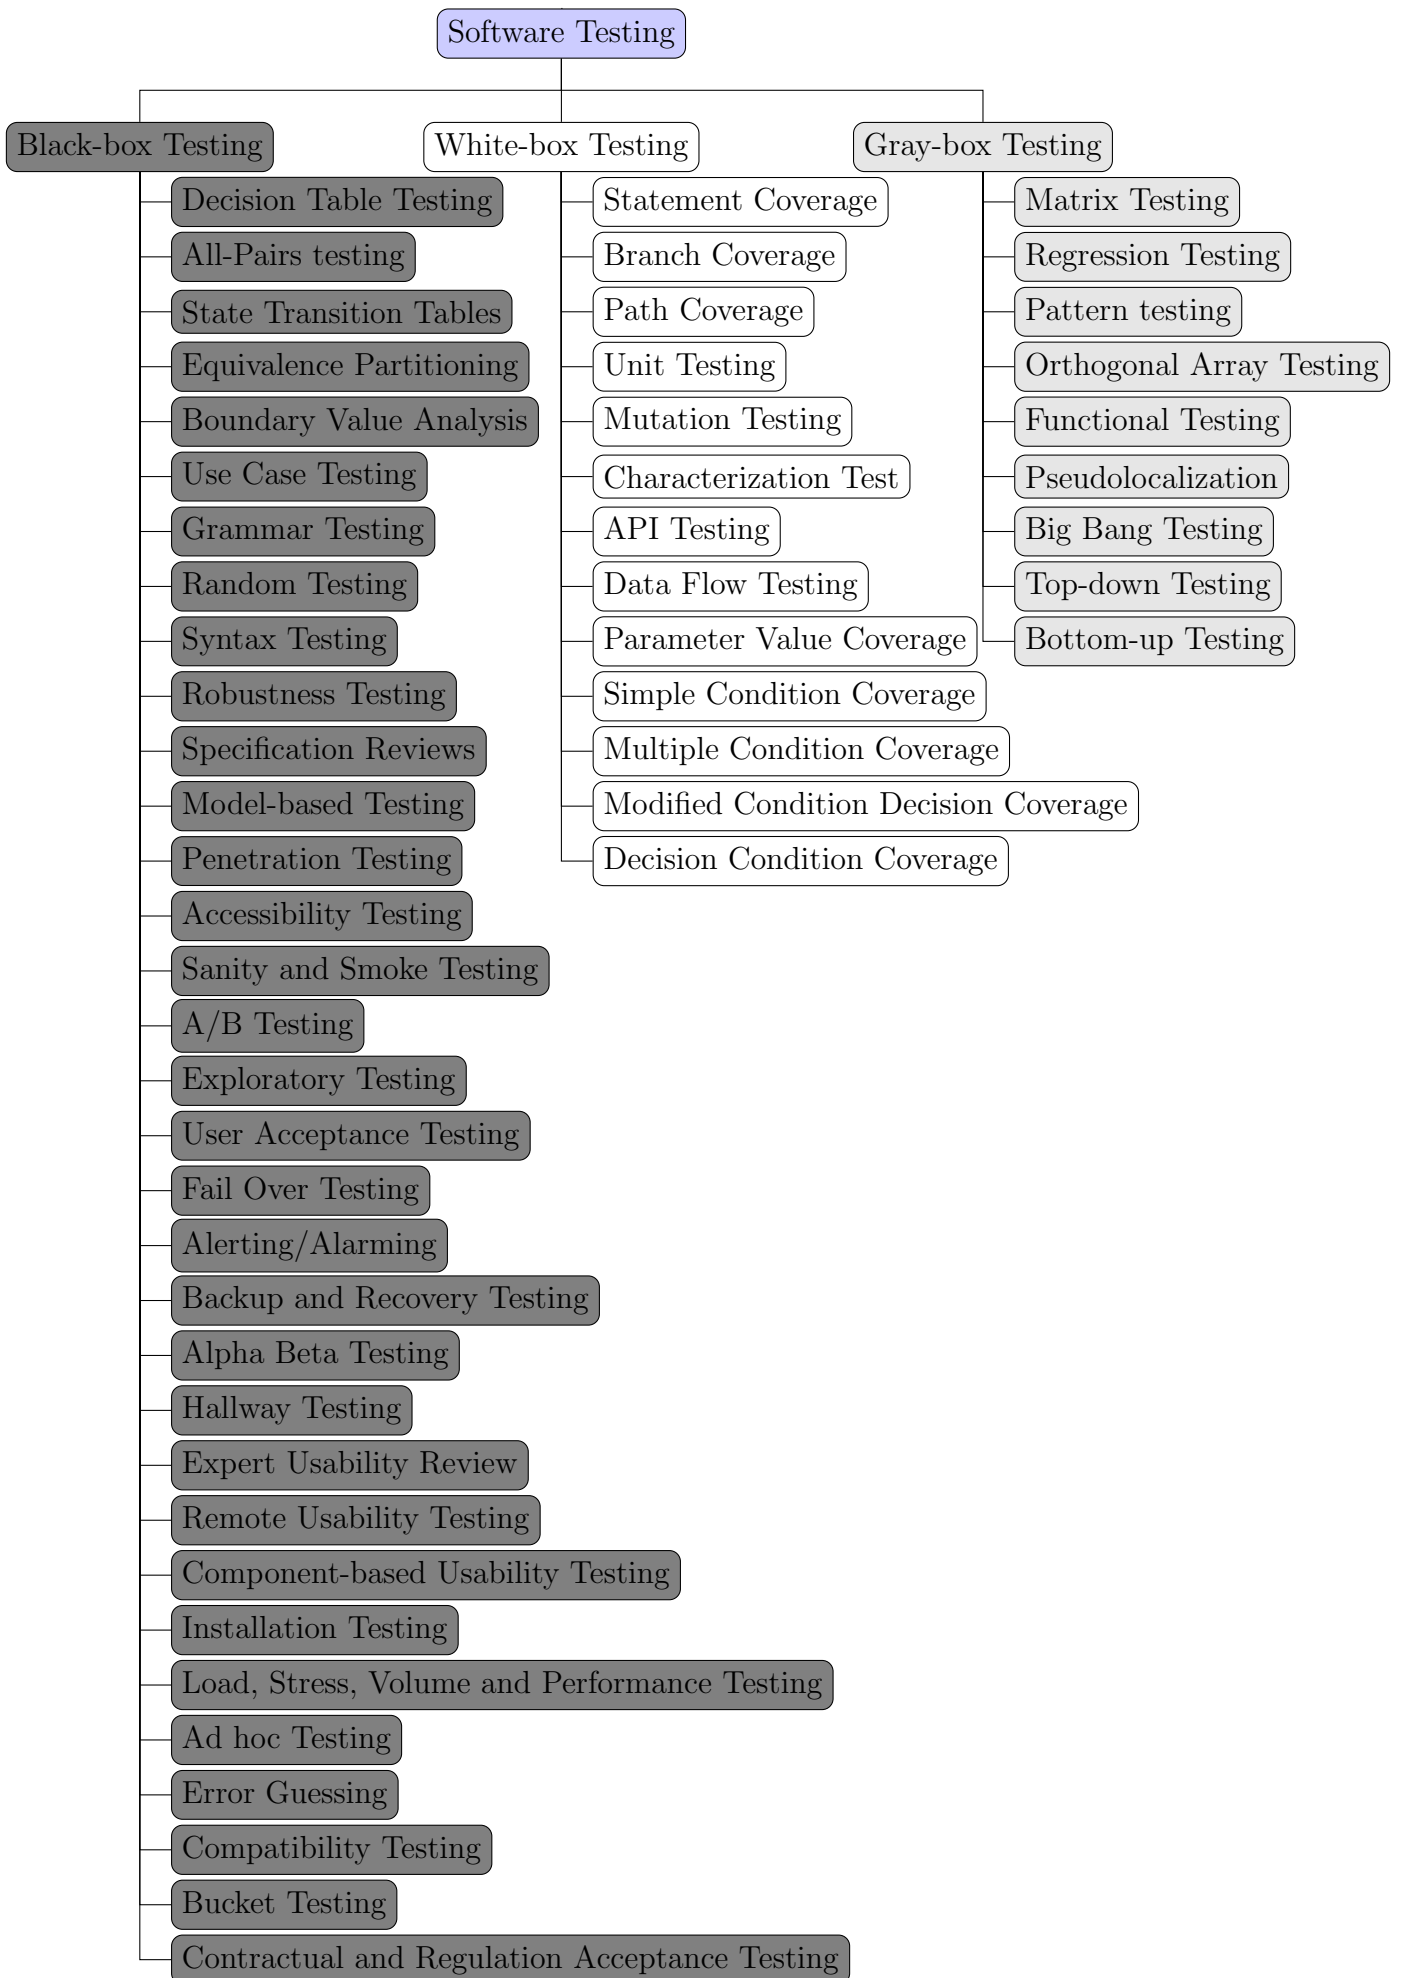 Software Testing
Black-box Testing
White-box Testing
Gray-box Testing
Decision Table Testing
All-Pairs testing
State Transition Tables
Equivalence Partitioning
Boundary Value Analysis
Use Case Testing
Grammar Testing
Random Testing
Syntax Testing
Robustness Testing
Specification Reviews
Model-based Testing
Penetration Testing
Accessibility Testing
Sanity and Smoke Testing
A/B Testing
Exploratory Testing
User Acceptance Testing
Fail Over Testing
Alerting/Alarming
Backup and Recovery Testing
Alpha Beta Testing
Hallway Testing
Expert Usability Review
Remote Usability Testing
Component-based Usability Testing
Installation Testing
Load, Stress, Volume and Performance Testing
Ad hoc Testing
Error Guessing
Compatibility Testing
Bucket Testing
Contractual and Regulation Acceptance Testing
Statement Coverage
Branch Coverage
Path Coverage
Unit Testing
Mutation Testing
Characterization Test
API Testing
Data Flow Testing
Parameter Value Coverage
Simple Condition Coverage
Multiple Condition Coverage
Modified Condition Decision Coverage
Decision Condition Coverage
Matrix Testing
Regression Testing
Pattern testing
Orthogonal Array Testing
Functional Testing
Pseudolocalization
Big Bang Testing
Top-down Testing
Bottom-up Testing